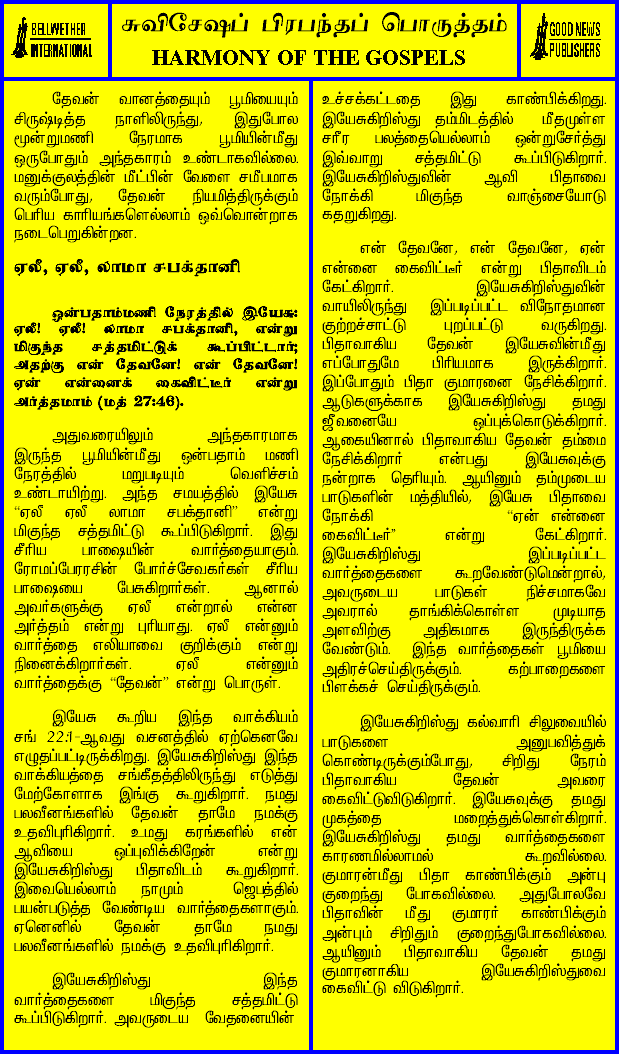 BELLWETHER
INTERNATIONAL
சுவிசேஷப் பிரபந்தப் பொருத்தம்
HARMONY OF THE GOSPELS
GOOD NEWS
PUBLISHERS
தேவன் வானத்தையும் பூமியையும்
சிருஷ்டித்த நாளிலிருந்து, இதுபோல
மூன்றுமணி நேரமாக பூமியின்மீது
ஒருபோதும் அந்தகாரம் உண்டாகவில்லை.
மனுக்குலத்தின் மீட்பின் வேளை சமீபமாக
வரும்போது, தேவன் நியமித்திருக்கும்
பெரிய காரியங்களெல்லாம் ஒவ்வொன்றாக
நடைபெறுகின்றன.
ஏலீ, ஏலீ, லாமா சபக்தானி
ஒன்பதாம்மணி நேரத்தில் இயேசு:
ஏலீ! ஏலீ! லாமா சபக்தானி, என்று
மிகுந்த சத்தமிட்டுக் கூப்பிட்டார்;
அதற்கு என் தேவனே! என் தேவனே!
ஏன் என்னைக் கைவிட்டீர் என்று
அர்த்தமாம் (மத் 27:46).
அதுவரையிலும் அந்தகாரமாக
இருந்த பூமியின்மீது ஒன்பதாம் மணி
நேரத்தில் மறுபடியும் வெளிச்சம்
உண்டாயிற்று. அந்த சமயத்தில் இயேசு
“ஏலீ ஏலீ லாமா சபக்தானி” என்று
மிகுந்த சத்தமிட்டு கூப்பிடுகிறார். இது
சீரிய பாஷையின் வார்த்தையாகும்.
ரோமப்பேரரசின் போர்ச்சேவகர்கள் சீரிய
பாஷையை பேசுகிறார்கள். ஆனால்
அவர்களுக்கு ஏலீ என்றால் என்ன
அர்த்தம் என்று புரியாது. ஏலீ என்னும்
வார்த்தை எலியாவை குறிக்கும் என்று
நினைக்கிறார்கள். ஏலீ என்னும்
வார்த்தைக்கு “தேவன்” என்று பொருள்.
இயேசு கூறிய இந்த வாக்கியம்
சங் 22:1-ஆவது வசனத்தில் ஏற்கெனவே
எழுதப்பட்டிருக்கிறது. இயேசுகிறிஸ்து இந்த
வாக்கியத்தை சங்கீதத்திலிருந்து எடுத்து
மேற்கோளாக இங்கு கூறுகிறார். நமது
பலவீனங்களில் தேவன் தாமே நமக்கு
உதவிபுரிகிறார். உமது கரங்களில் என்
ஆவியை ஒப்புவிக்கிறேன் என்று
இயேசுகிறிஸ்து பிதாவிடம் கூறுகிறார்.
இவையெல்லாம் நாமும் ஜெபத்தில்
பயன்படுத்த வேண்டிய வார்த்தைகளாகும்.
ஏனெனில் தேவன் தாமே நமது
பலவீனங்களில் நமக்கு உதவிபுரிகிறார்.
இயேசுகிறிஸ்து இந்த
வார்த்தைகளை மிகுந்த சத்தமிட்டு
கூப்பிடுகிறார். அவருடைய வேதனையின்
உச்சக்கட்டதை இது காண்பிக்கிறது.
இயேசுகிறிஸ்து தம்மிடத்தில் மீதமுள்ள
சரீர பலத்தையெல்லாம் ஒன்றுசேர்த்து
இவ்வாறு சத்தமிட்டு கூப்பிடுகிறார்.
இயேசுகிறிஸ்துவின் ஆவி பிதாவை
நோக்கி மிகுந்த வாஞ்சையோடு
கதறுகிறது.
என் தேவனே, என் தேவனே, ஏன்
என்னை கைவிட்டீர் என்று பிதாவிடம்
கேட்கிறார். இயேசுகிறிஸ்துவின்
வாயிலிருந்து இப்படிப்பட்ட விநோதமான
குற்றச்சாட்டு புறப்பட்டு வருகிறது.
பிதாவாகிய தேவன் இயேசுவின்மீது
எப்போதுமே பிரியமாக இருக்கிறார்.
இப்போதும் பிதா குமாரனை நேசிக்கிறார்.
ஆடுகளுக்காக இயேசுகிறிஸ்து தமது
ஜீவனையே ஒப்புக்கொடுக்கிறார்.
ஆகையினால் பிதாவாகிய தேவன் தம்மை
நேசிக்கிறார் என்பது இயேசுவுக்கு
நன்றாக தெரியும். ஆயினும் தம்முடைய
பாடுகளின் மத்தியில், இயேசு பிதாவை
நோக்கி “ஏன் என்னை
கைவிட்டீர்” என்று கேட்கிறார்.
இயேசுகிறிஸ்து இப்படிப்பட்ட
வார்த்தைகளை கூறவேண்டுமென்றால்,
அவருடைய பாடுகள் நிச்சமாகவே
அவரால் தாங்கிக்கொள்ள முடியாத
அளவிற்கு அதிகமாக இருந்திருக்க
வேண்டும். இந்த வார்த்தைகள் பூமியை
அதிரச்செய்திருக்கும். கற்பாறைகளை
பிளக்கச் செய்திருக்கும்.
இயேசுகிறிஸ்து கல்வாரி சிலுவையில்
பாடுகளை அனுபவித்துக்
கொண்டிருக்கும்போது, சிறிது நேரம்
பிதாவாகிய தேவன் அவரை
கைவிட்டுவிடுகிறார். இயேசுவுக்கு தமது
முகத்தை மறைத்துக்கொள்கிறார்.
இயேசுகிறிஸ்து தமது வார்த்தைகளை
காரணமில்லாமல் கூறவில்லை.
குமாரன்மீது பிதா காண்பிக்கும் அன்பு
குறைந்து போகவில்லை. அதுபோலவே
பிதாவின் மீது குமாரர் காண்பிக்கும்
அன்பும் சிறிதும் குறைந்துபோகவில்லை.
ஆயினும் பிதாவாகிய தேவன் தமது
குமாரனாகிய இயேசுகிறிஸ்துவை
கைவிட்டு விடுகிறார்.